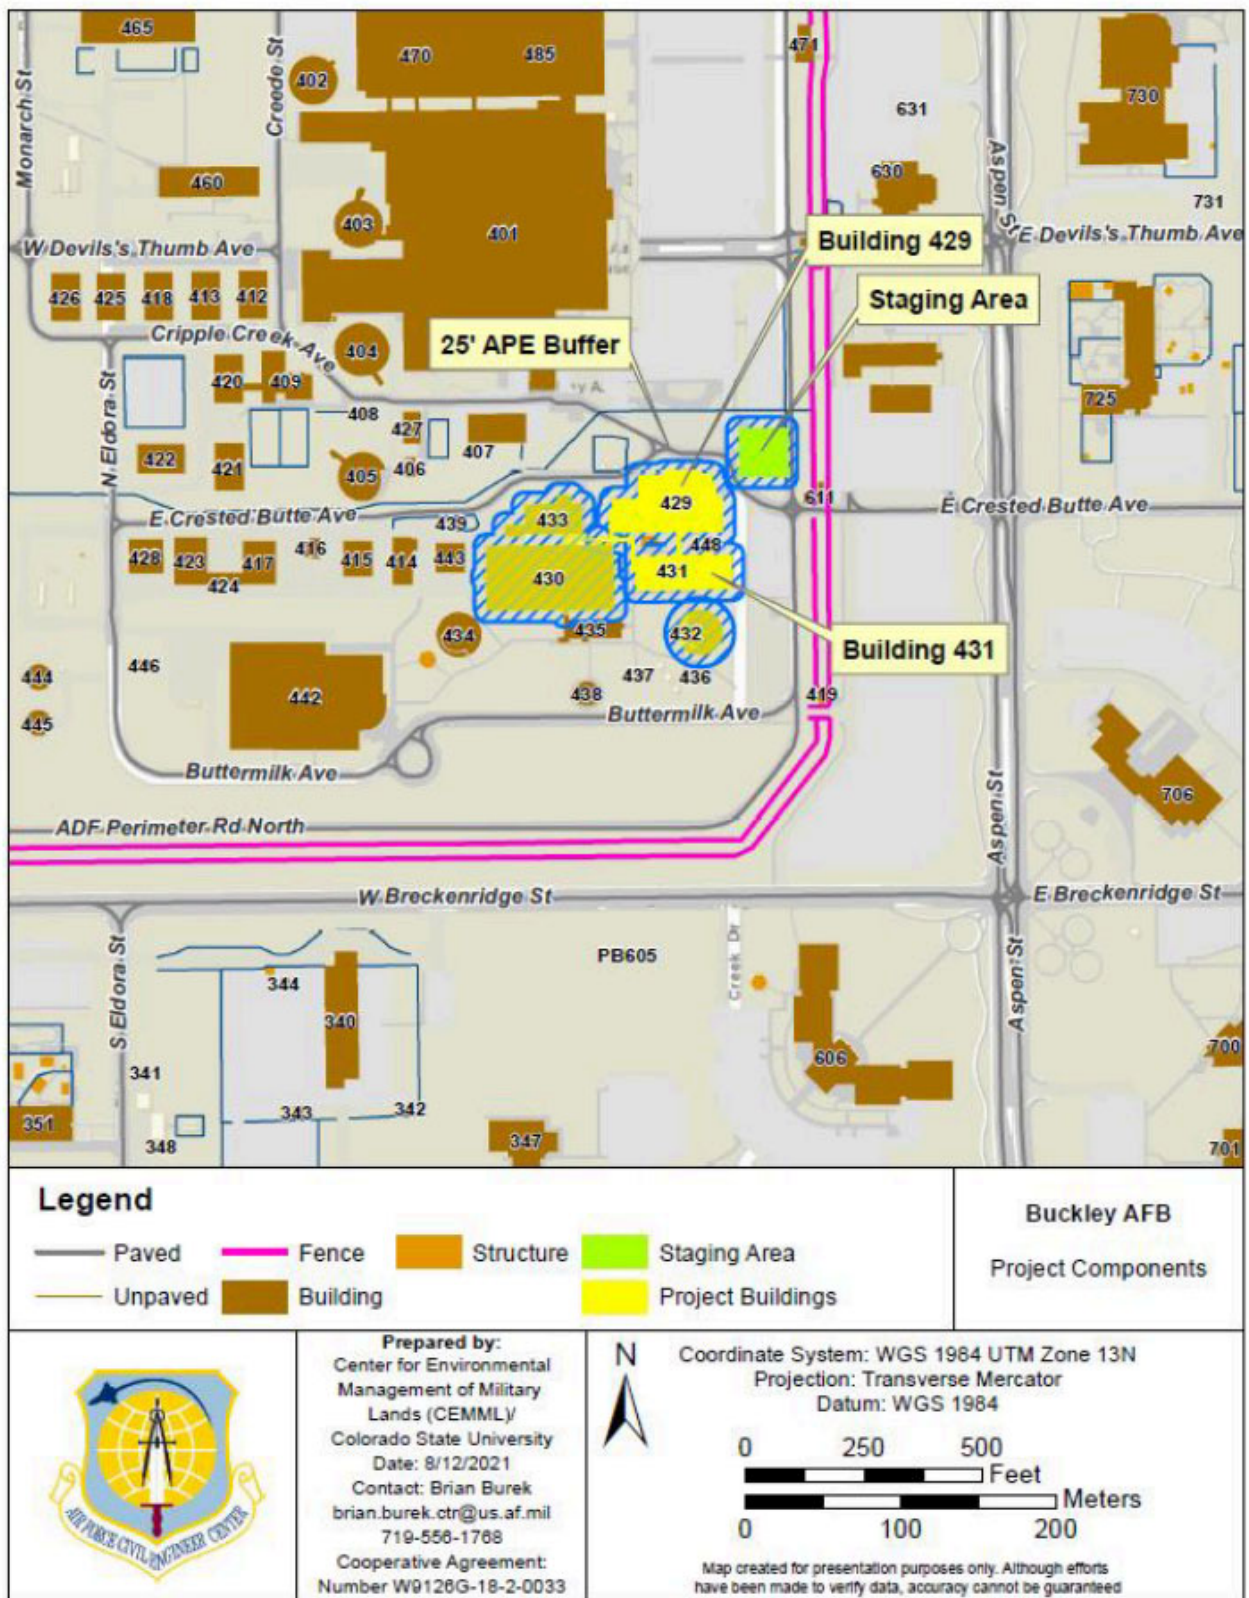 465
470
485
471
402
631
730
Monarch St
Creede St
Aspen St
460
630
731
403
401
W Devils's Thumb Ave
E Devils's Thumb Ave
Building 429
426
425
418
413
412
Staging Area
Cripple Creek Ave
25' APE Buffer
404
420
409
408
725
N Eldora St
427
407
422
421
405
406
429
611
E Crested Butte Ave
439
433
E Crested Butte Ave
428
423
417
416
415
414
443
448
424
430
431
434
435
432
Building 431
446
444
437
436
442
438
419
445
Buttermilk Ave
Buttermilk Ave
706
Aspen St
ADF Perimeter Rd North
W Breckenridge St
E Breckenridge St
PB605
344
Creek Dr
Aspen St
S Eldora St
340
606
700
341
343
342
351
348
347
701
Legend
Paved
Fence
Structure
Staging Area
Unpaved
Building
Project Buildings
Buckley AFB
Project Components
AIR FORCE CIVIL ENGINEER CENTER
Prepared by:
Center for Environmental
Management of Military
Lands (CEMML)/
Colorado State University
Date: 8/12/2021
Contact: Brian Burek
brian.burek.ctr@us.af.mil
719-556-1768
Cooperative Agreement:
Number W9126G-18-2-0033
N
Coordinate System: WGS 1984 UTM Zone 13N
Projection: Transverse Mercator
Datum: WGS 1984
0 250 500
Feet
Meters
0 100 200
Map created for presentation purposes only. Although efforts
have been made to verify data, accuracy cannot be guaranteed